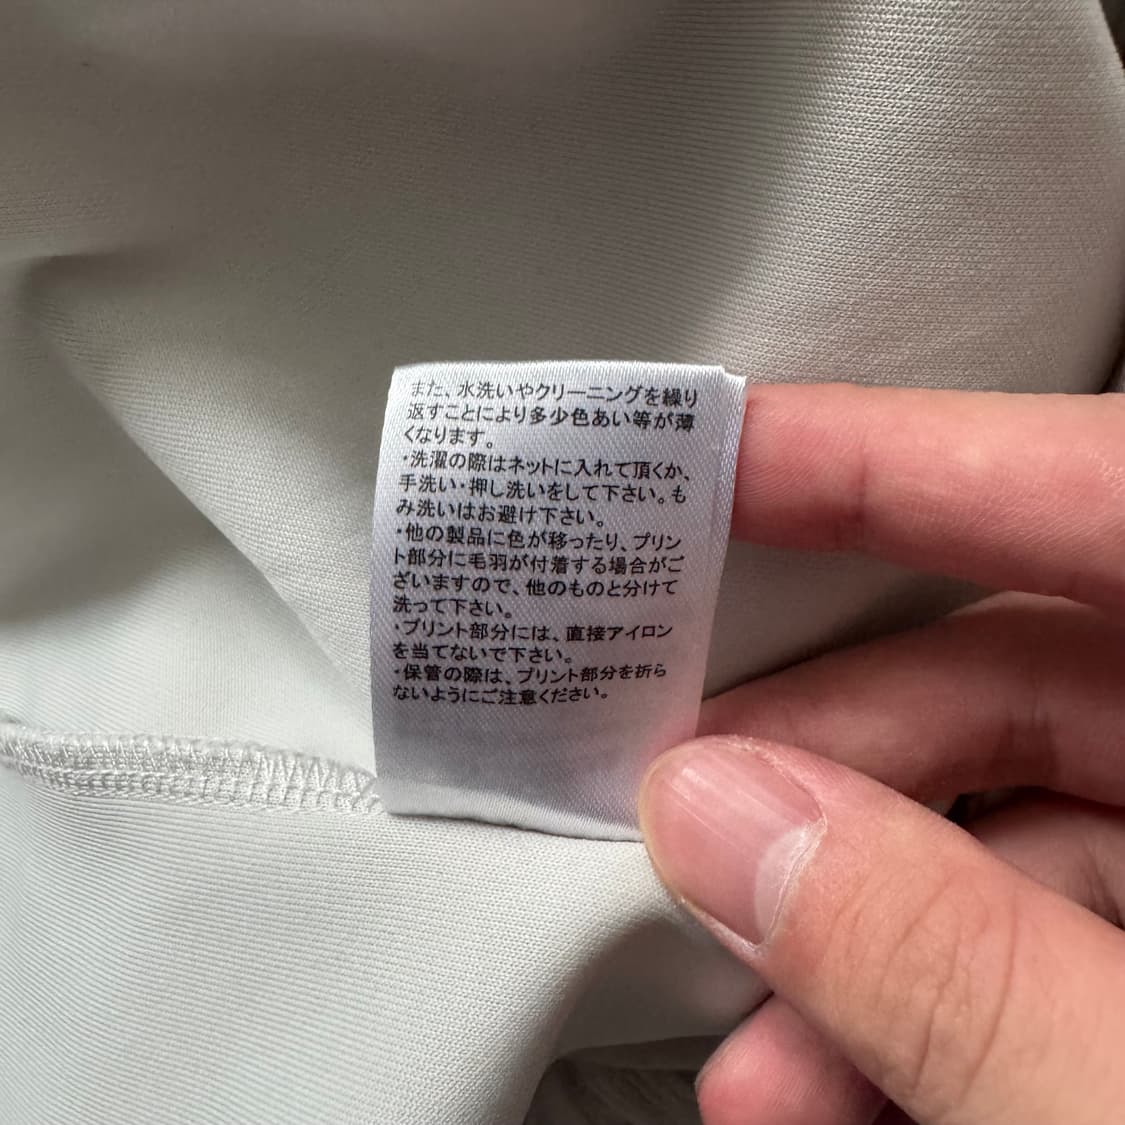 また、水洗いやクリーニングを繰り
返すことにより多少色あい等が薄
くなります。
・洗濯の際はネットに入れて頂くか、
手洗い・押し洗いをして下さい。も
み洗いはお避け下さい。
・他の製品に色が移ったり、プリン
ト部分に毛羽が付着する場合がご
ざいますので、他のものと分けて
洗って下さい。
・プリント部分には、直接アイロン
を当てないで下さい。
・保管の際は、プリント部分を折ら
ないようにご注意ください。